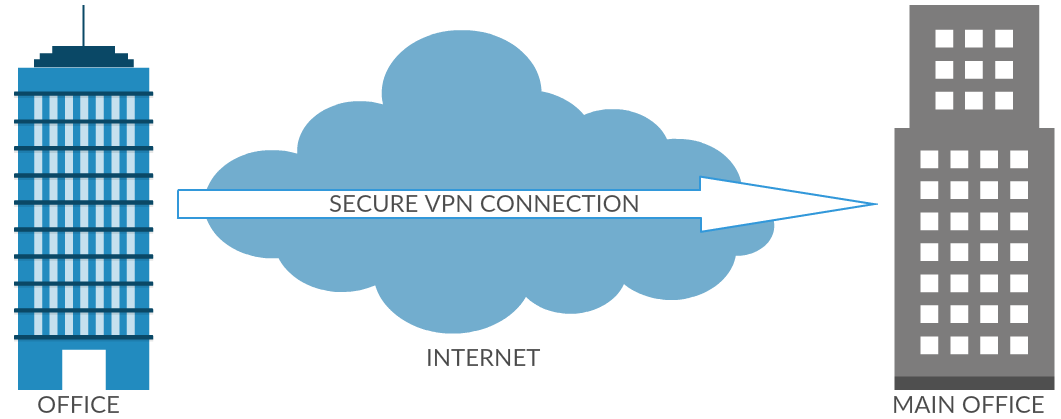 SECURE VPN CONNECTION
INTERNET
OFFICE
MAIN OFFICE